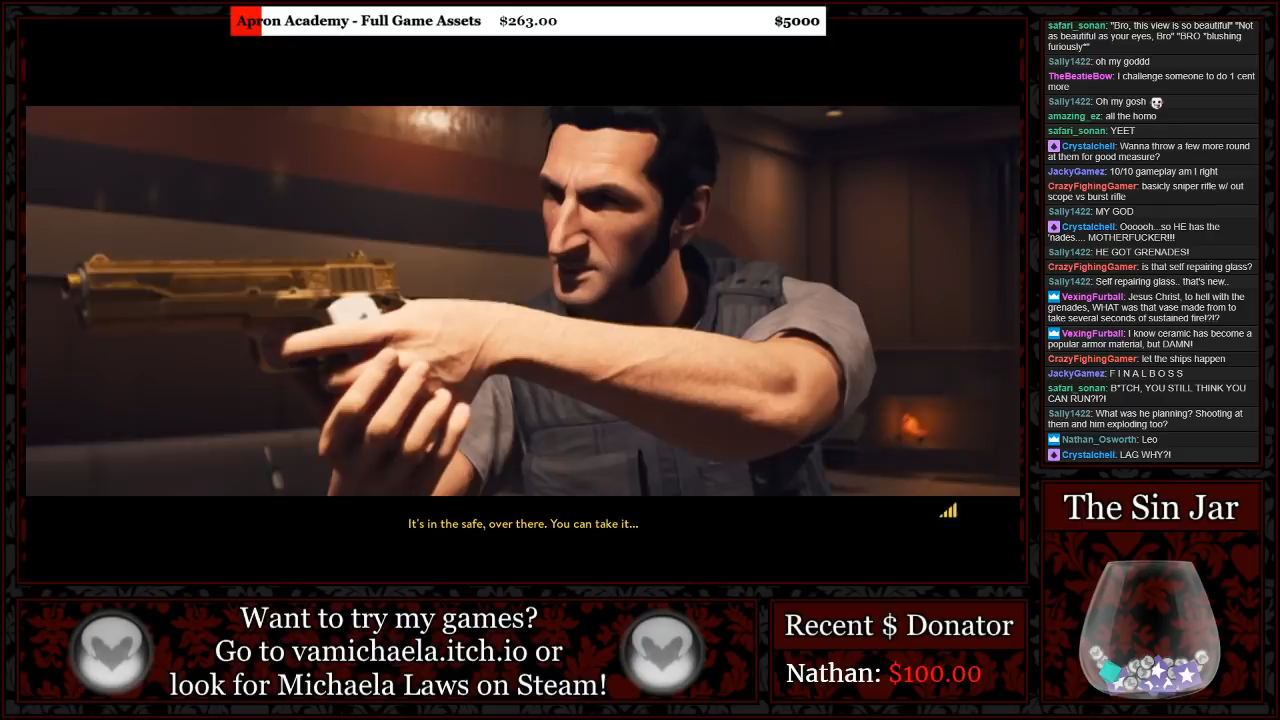 Apron Academy - Full Game Assets $263.00 $5000
safari_sonan: "Bro, this view is so beautiful" "Not
as beautiful as your eyes, Bro" "BRO *blushing
furiously*"
Sally1422: oh my goddd
TheBeatieBow: I challenge someone to do 1 cent
more
Sally1422: Oh my gosh
amazing_ez: all the homo
safari_sonan: YEET
Crystalchell: Wanna throw a few more round
at them for good measure?
JackyGamez: 10/10 gameplay am I right
CrazyFighingGamer: basicly sniper rifle w/ out
scope vs burst rifle
Sally1422: MY GOD
Crystalchell: Oooooh...so HE has the
'nades.... MOTHERFUCKER!!!
Sally1422: HE GOT GRENADES!
CrazyFighingGamer: is that self repairing glass?
Sally1422: Self repairing glass.. that's new..
VexingFurball: Jesus Christ, to hell with the
grenades, WHAT was that vase made from to
take several seconds of sustained fire!?!?
VexingFurball: I know ceramic has become a
popular armor material, but DAMN!
CrazyFighingGamer: let the ships happen
JackyGamez: F I N A L B O S S
safari_sonan: B*TCH, YOU STILL THINK YOU
CAN RUN?!?!
Sally1422: What was he planning? Shooting at
them and him exploding too?
Nathan_Osworth: Leo
Crystalchell: LAG WHY?!
It's in the safe, over there. You can take it...
The Sin Jar
Want to try my games?
Go to vamichaela.itch.io or
look for Michaela Laws on Steam!
Recent $ Donator
Nathan: $100.00